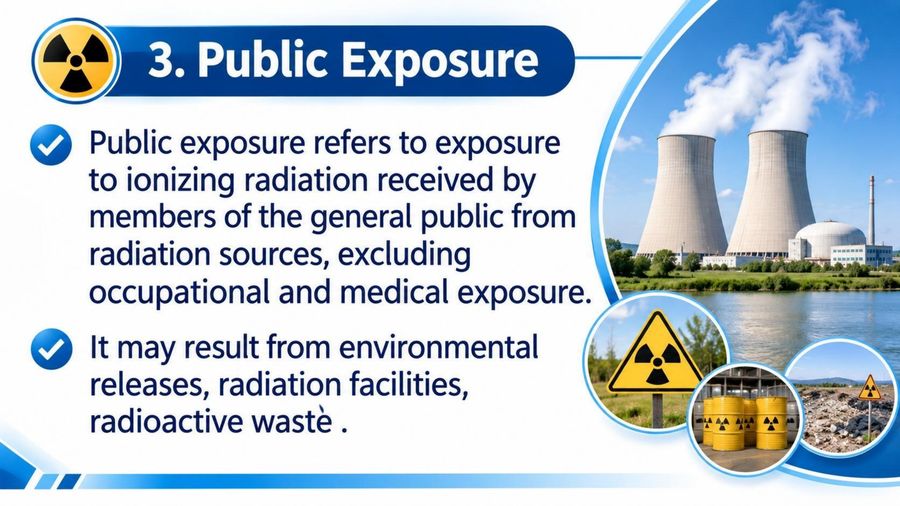 3. Public Exposure
Public exposure refers to exposure
to ionizing radiation received by
members of the general public from
radiation sources, excluding
occupational and medical exposure.
It may result from environmental
releases, radiation facilities,
radioactive wastè .